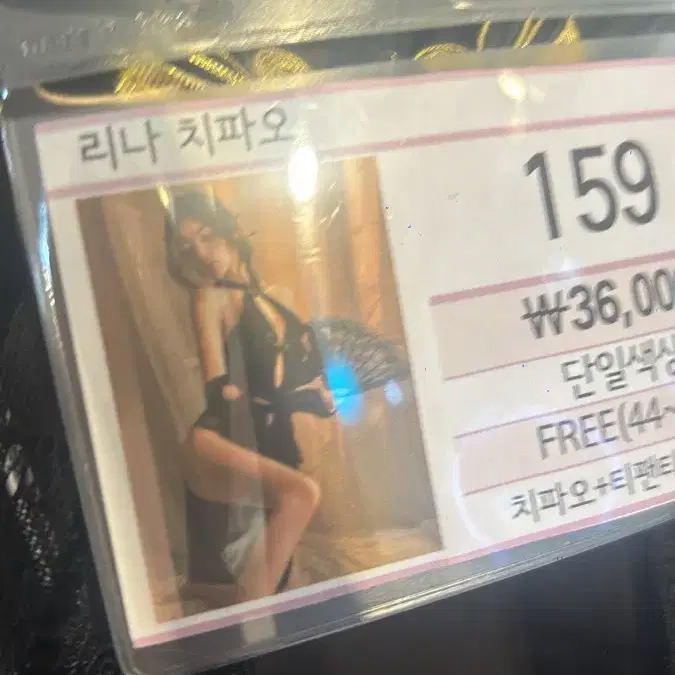 리나 치파오
159
₩36,00
단일색상
FREE(44~
치파오+티팬티